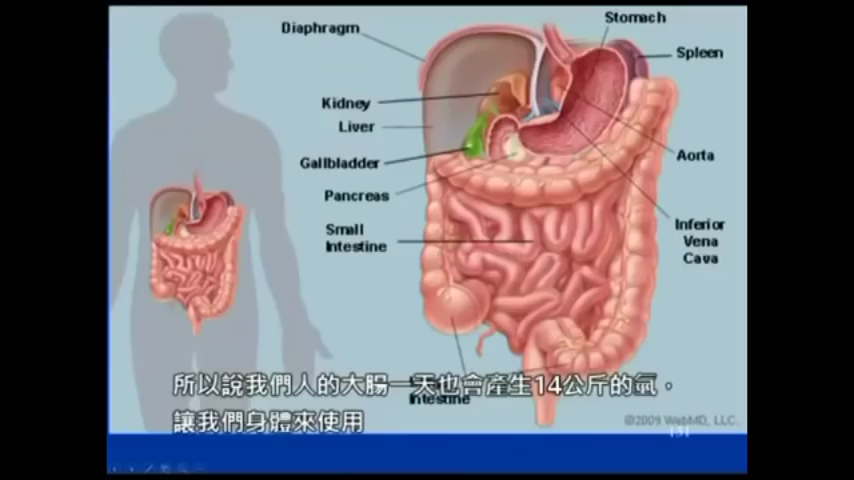 Diaphragm
Stomach
Spleen
Kidney
Liver
Gallbladder
Pancreas
Aorta
Small
Intestine
Inferior
Vena
Cava
Intestine
所以說我們人的大腸一天也會產生14公斤的氫，
讓我們身體來使用
©2009 WebMD, LLC.